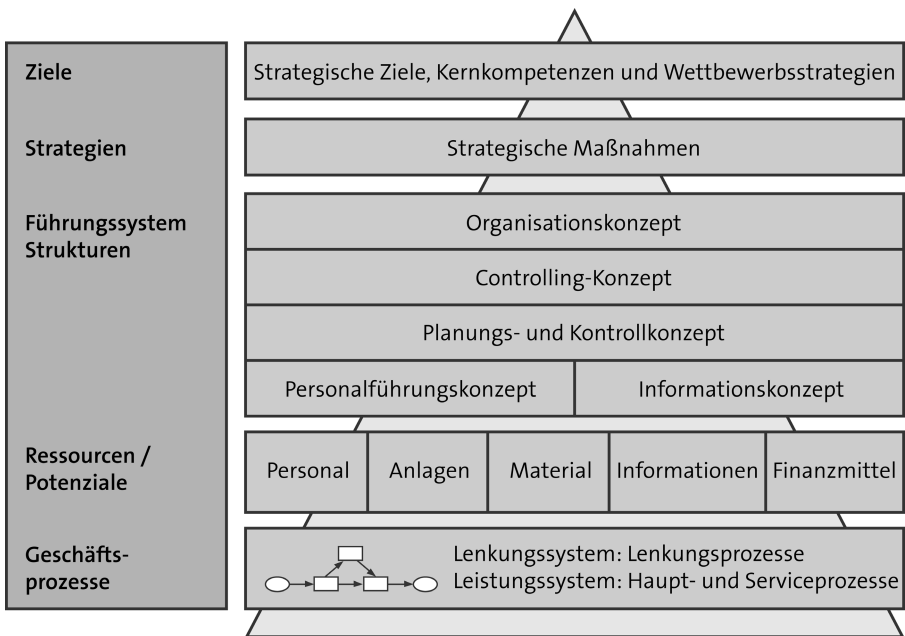 Ziele
Strategische Ziele, Kernkompetenzen und Wettbewerbsstrategien
Strategien
Strategische Maßnahmen
Führungssystem
Strukturen
Organisationskonzept
Controlling-Konzept
Planungs- und Kontrollkonzept
Personalführungskonzept
Informationskonzept
Ressourcen /
Potenziale
Personal
Anlagen
Material
Informationen
Finanzmittel
Geschäfts-
prozesse
Lenkungssystem: Lenkungsprozesse
Leistungssystem: Haupt- und Serviceprozesse